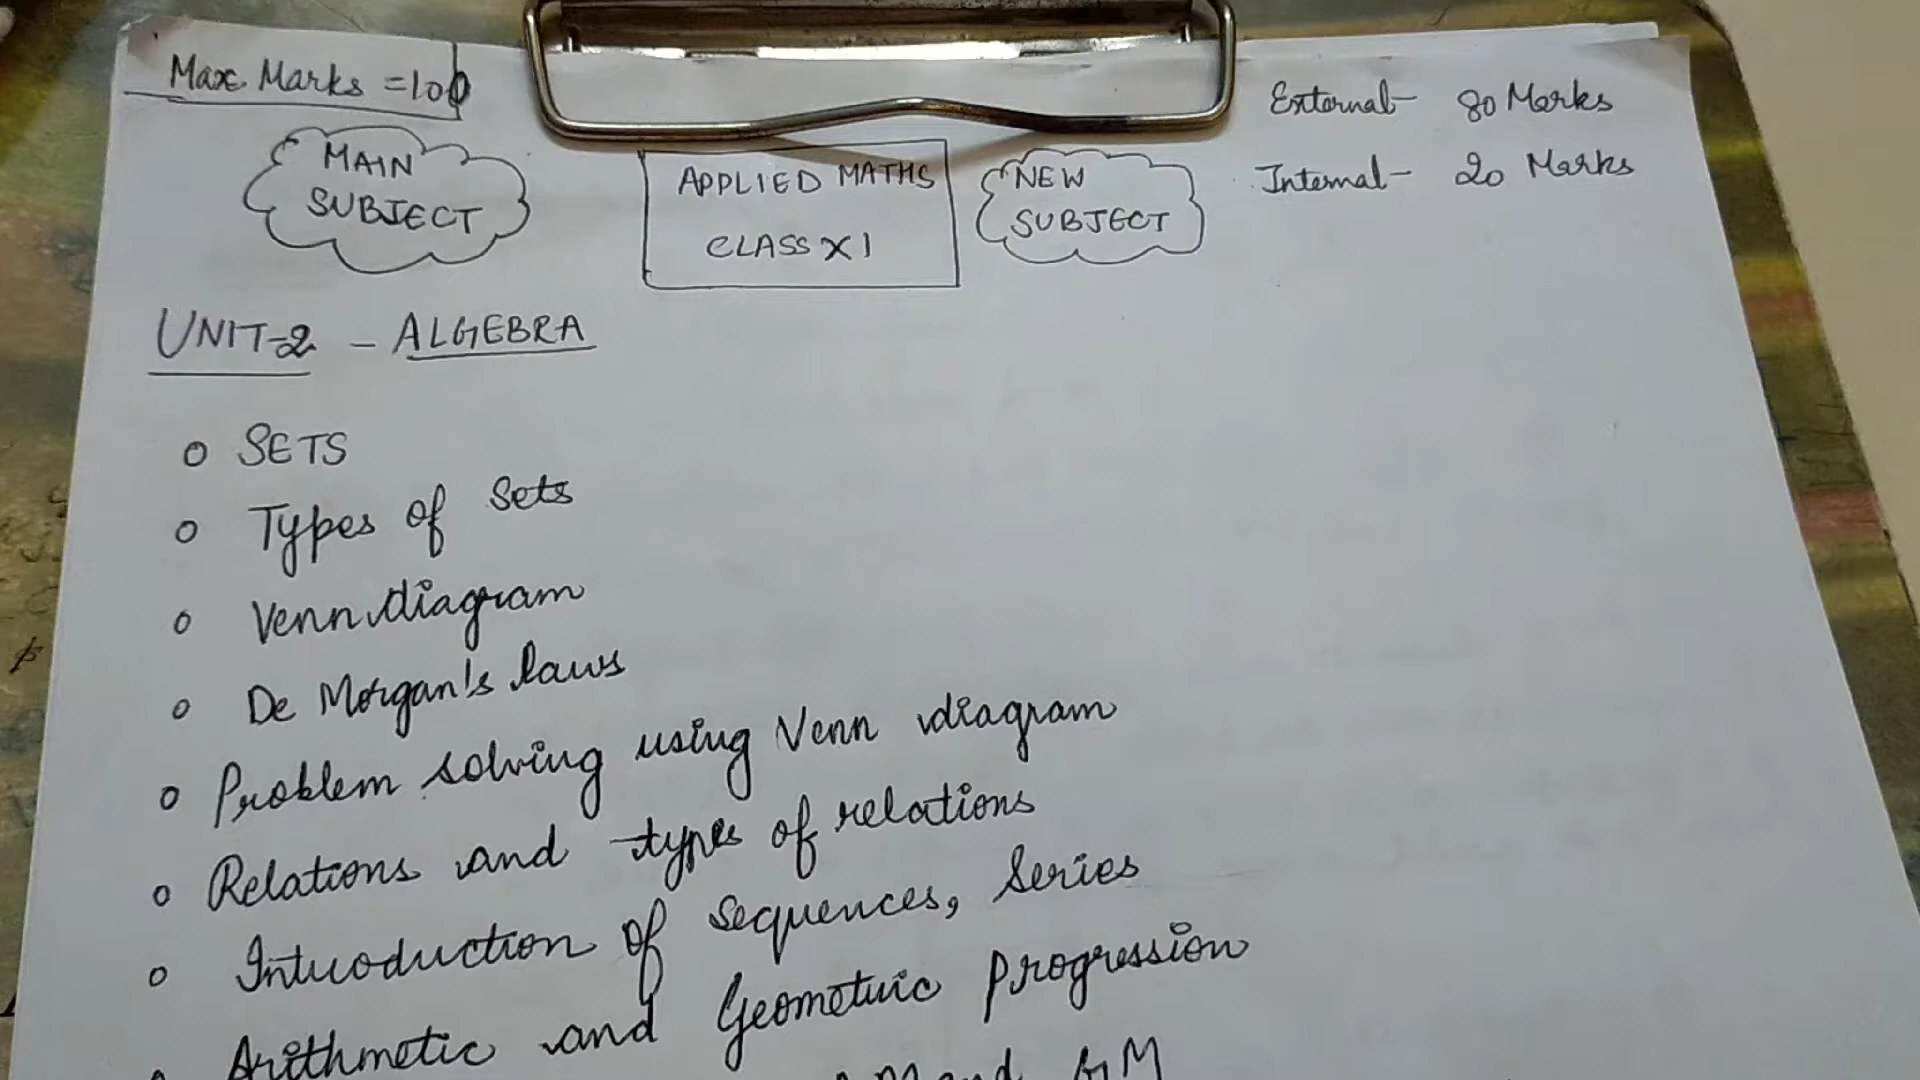 Max Marks = 100
External - 80 Marks
Internal - 20 Marks
MAIN
SUBJECT
APPLIED MATHS
CLASS XI
NEW
SUBJECT
UNIT-2 - ALGEBRA
o SETS
o Types of sets
o Venn diagram
o De Morgan's laws
o Problem solving using Venn diagram
o Relations and types of relations
o Introduction of sequences, Series
Arithmetic and Geometric progression
and GM